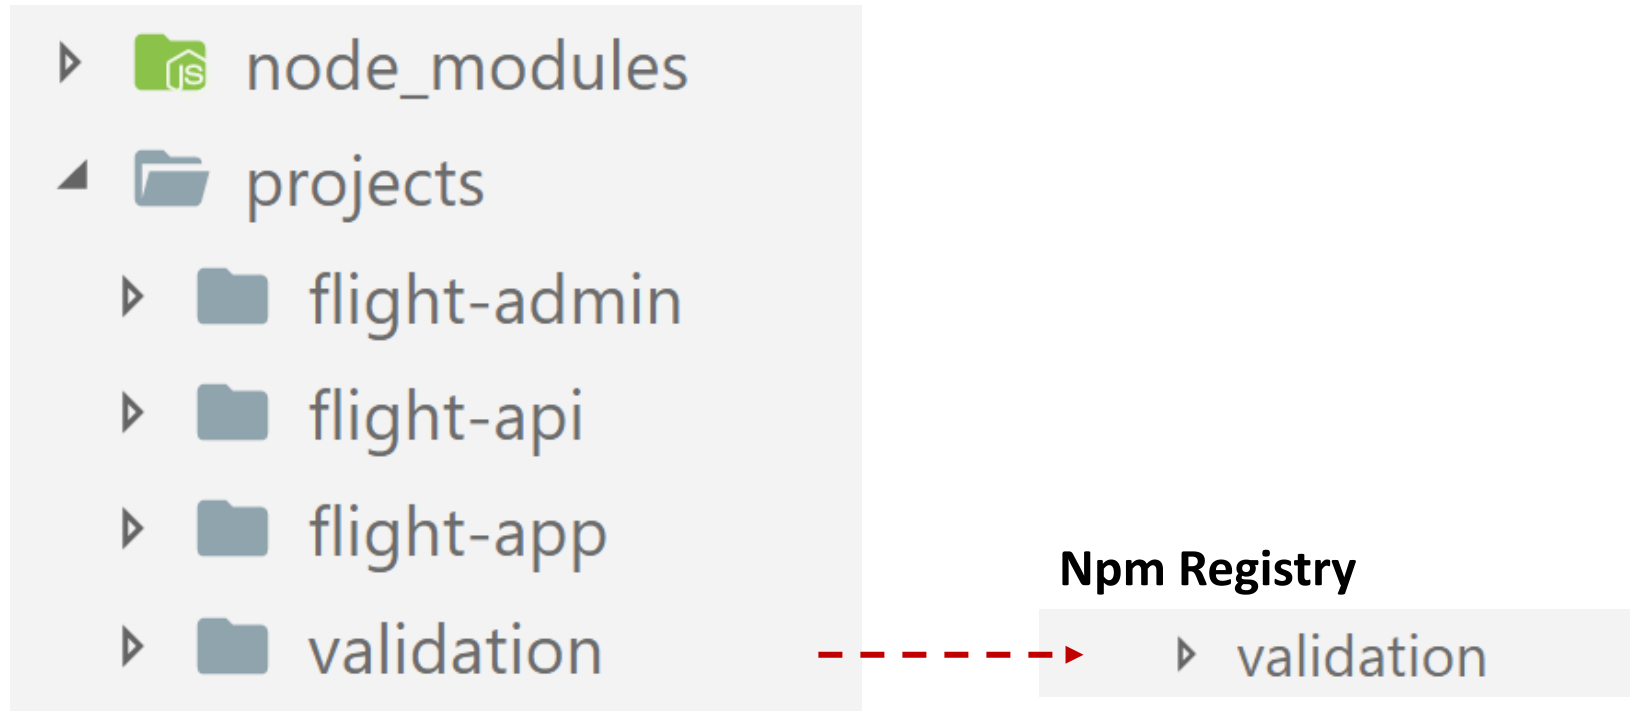 node_modules
projects
flight-admin
flight-api
flight-app
validation
Npm Registry
validation